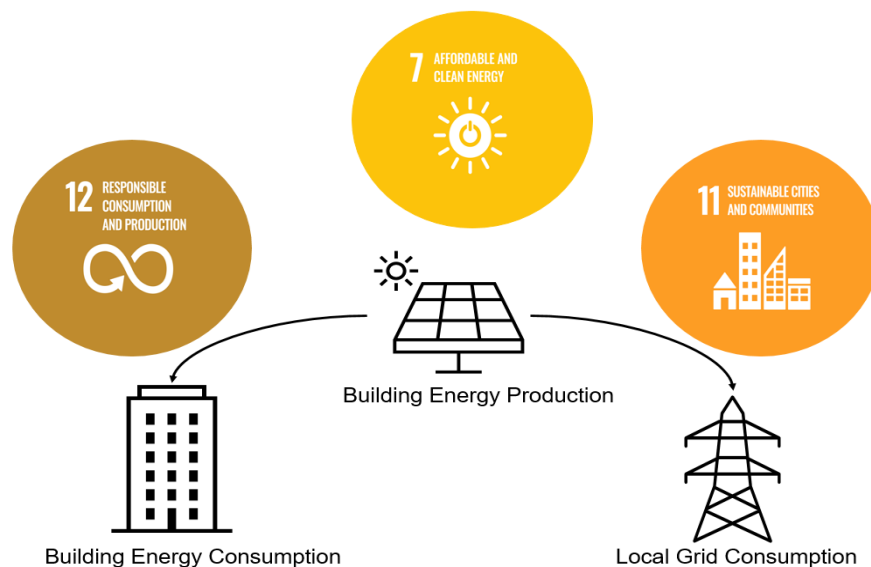 7 AFFORDABLE AND
CLEAN ENERGY
12 RESPONSIBLE
CONSUMPTION
AND PRODUCTION
11 SUSTAINABLE CITIES
AND COMMUNITIES
Building Energy Production
Building Energy Consumption
Local Grid Consumption